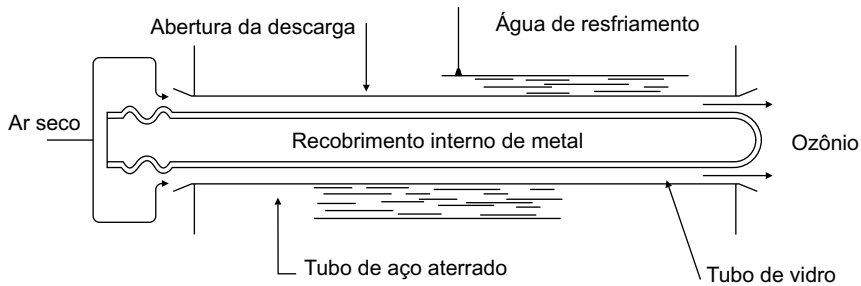 Abertura da descarga
Água de resfriamento
Ar seco
Recobrimento interno de metal
Ozônio
Tubo de aço aterrado
Tubo de vidro